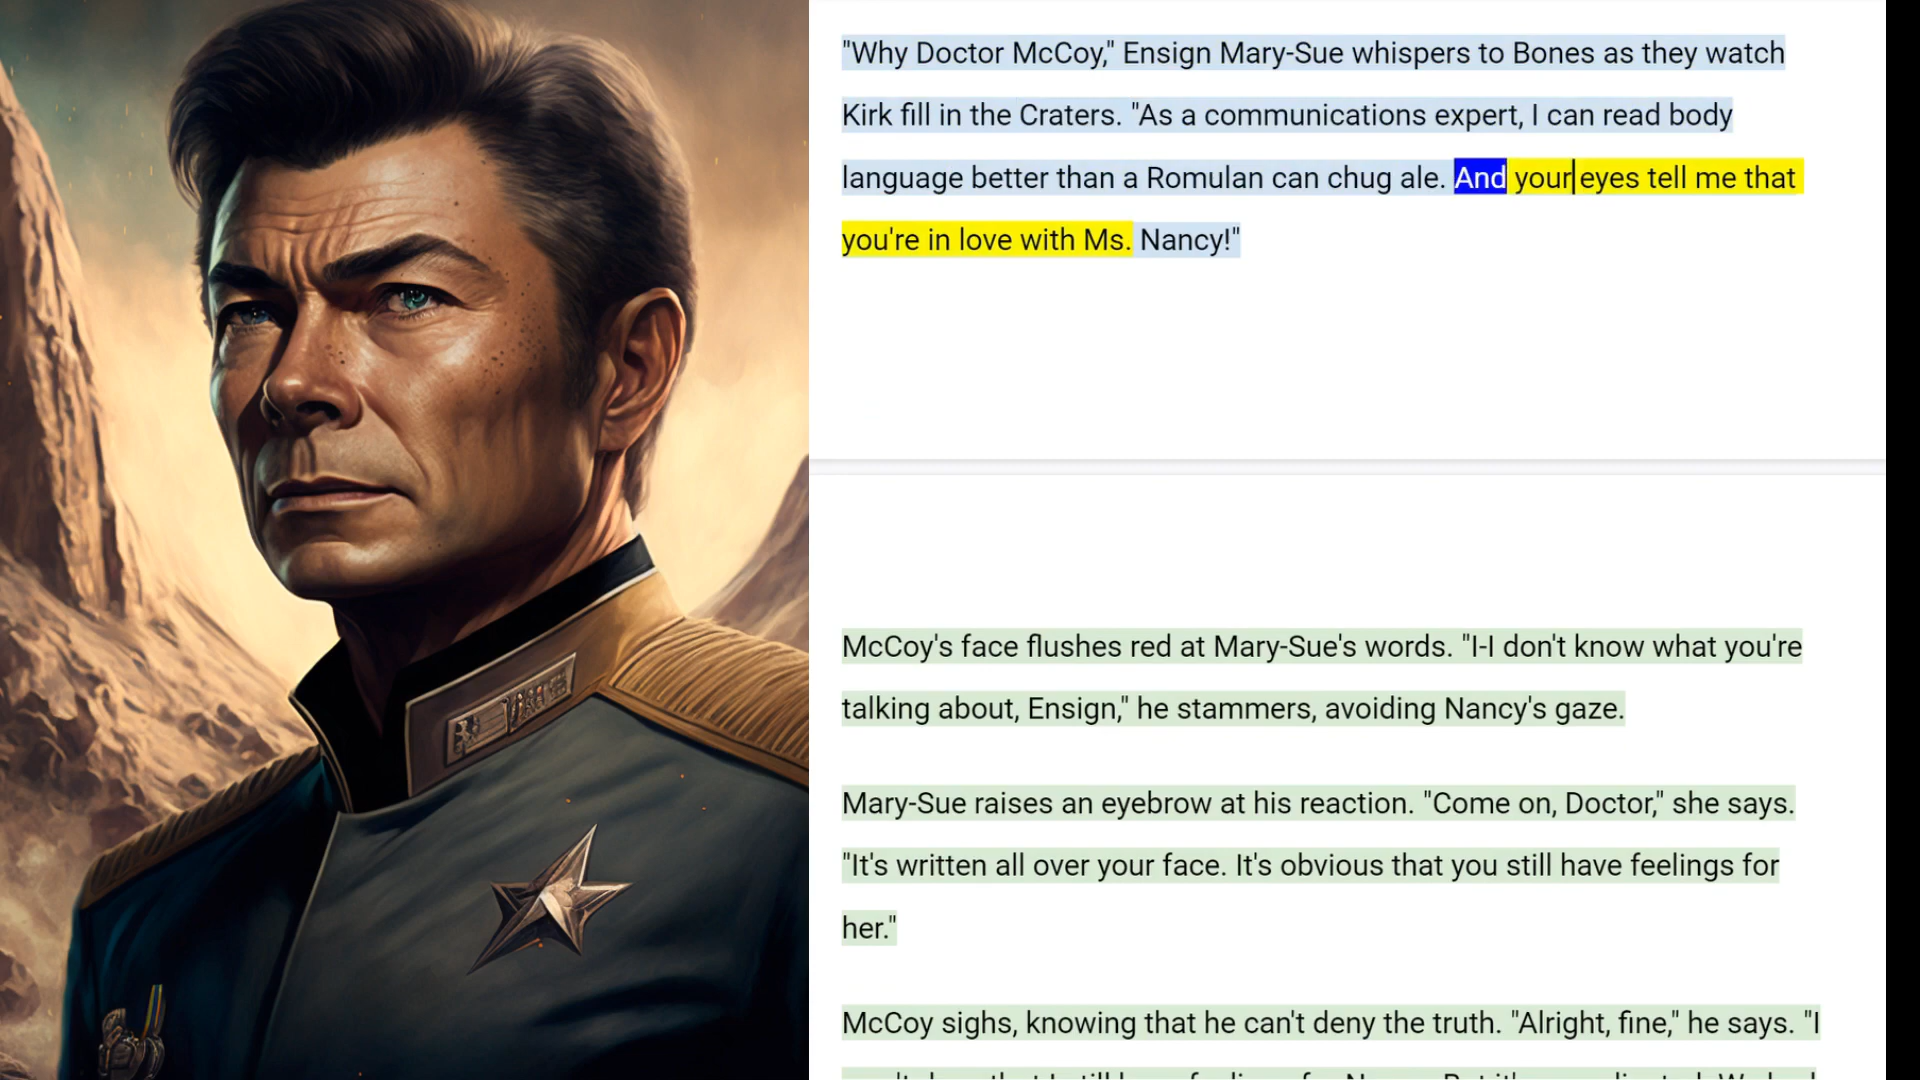 "Why Doctor McCoy," Ensign Mary-Sue whispers to Bones as they watch
Kirk fill in the Craters. "As a communications expert, I can read body
language better than a Romulan can chug ale. And your eyes tell me that
you're in love with Ms. Nancy!"
McCoy's face flushes red at Mary-Sue's words. "I-I don't know what you're
talking about, Ensign," he stammers, avoiding Nancy's gaze.
Mary-Sue raises an eyebrow at his reaction. "Come on, Doctor," she says.
"It's written all over your face. It's obvious that you still have feelings for
her."
McCoy sighs, knowing that he can't deny the truth. "Alright, fine," he says. "I